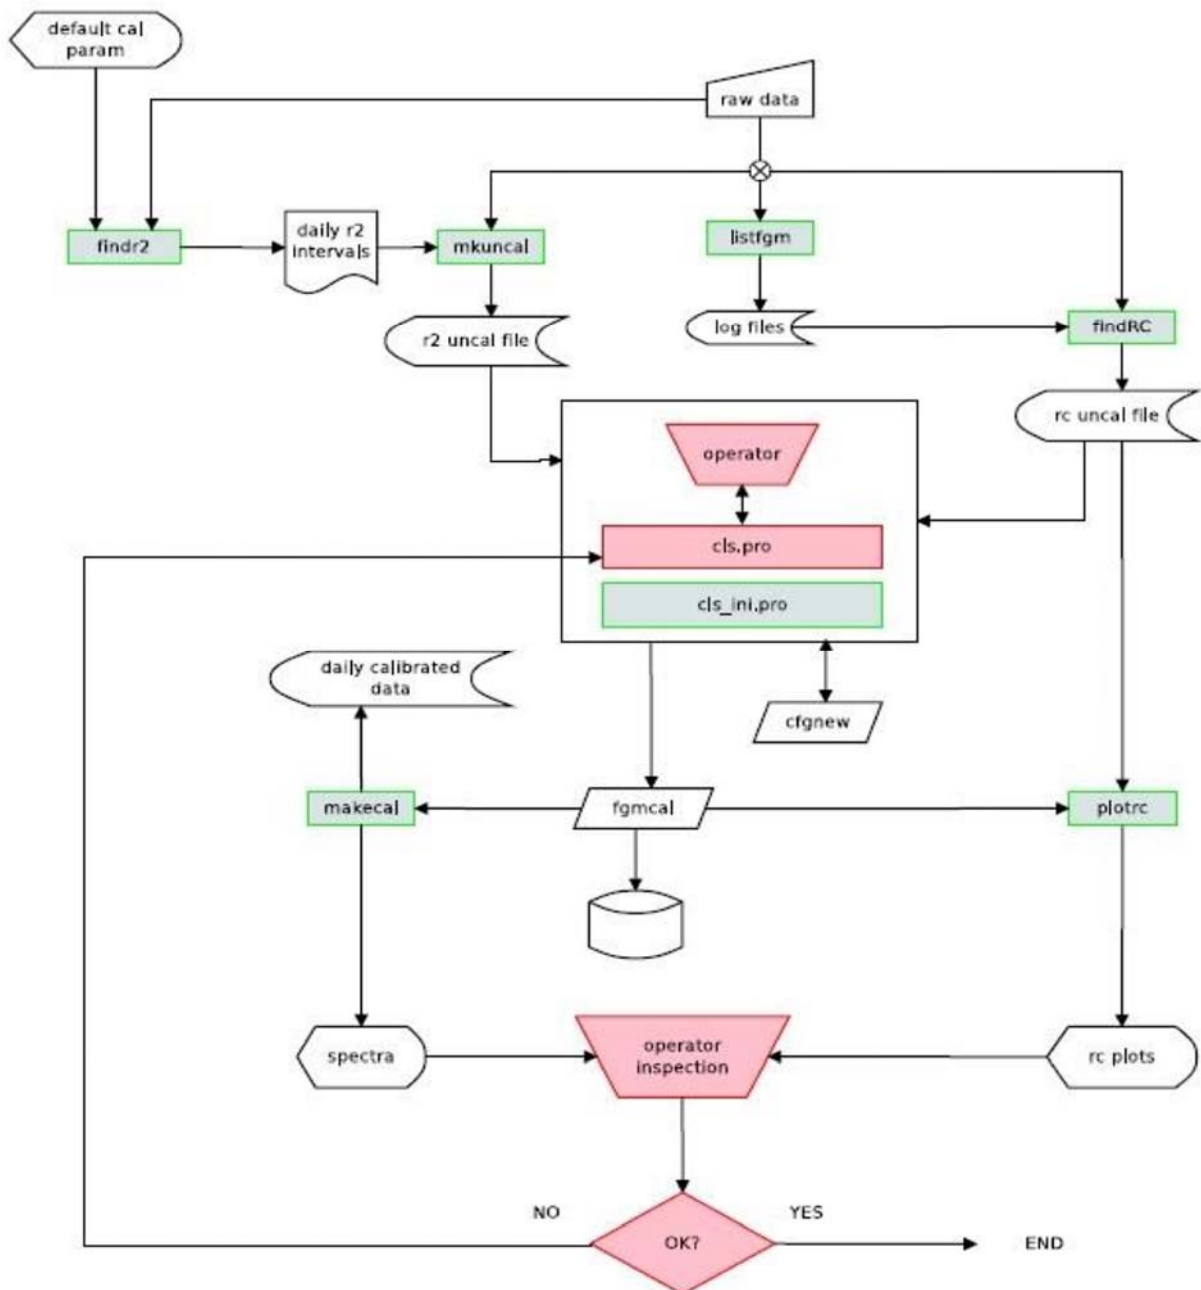 default cal
param
raw data
findr2
daily r2
intervals
mkuncal
listfgm
r2 uncal file
log files
findRC
rc uncal file
operator
cls.pro
cls_ini.pro
daily calibrated
data
cfgnew
makecal
fgmcal
plotrc
spectra
operator
inspection
rc plots
NO
YES
OK?
END